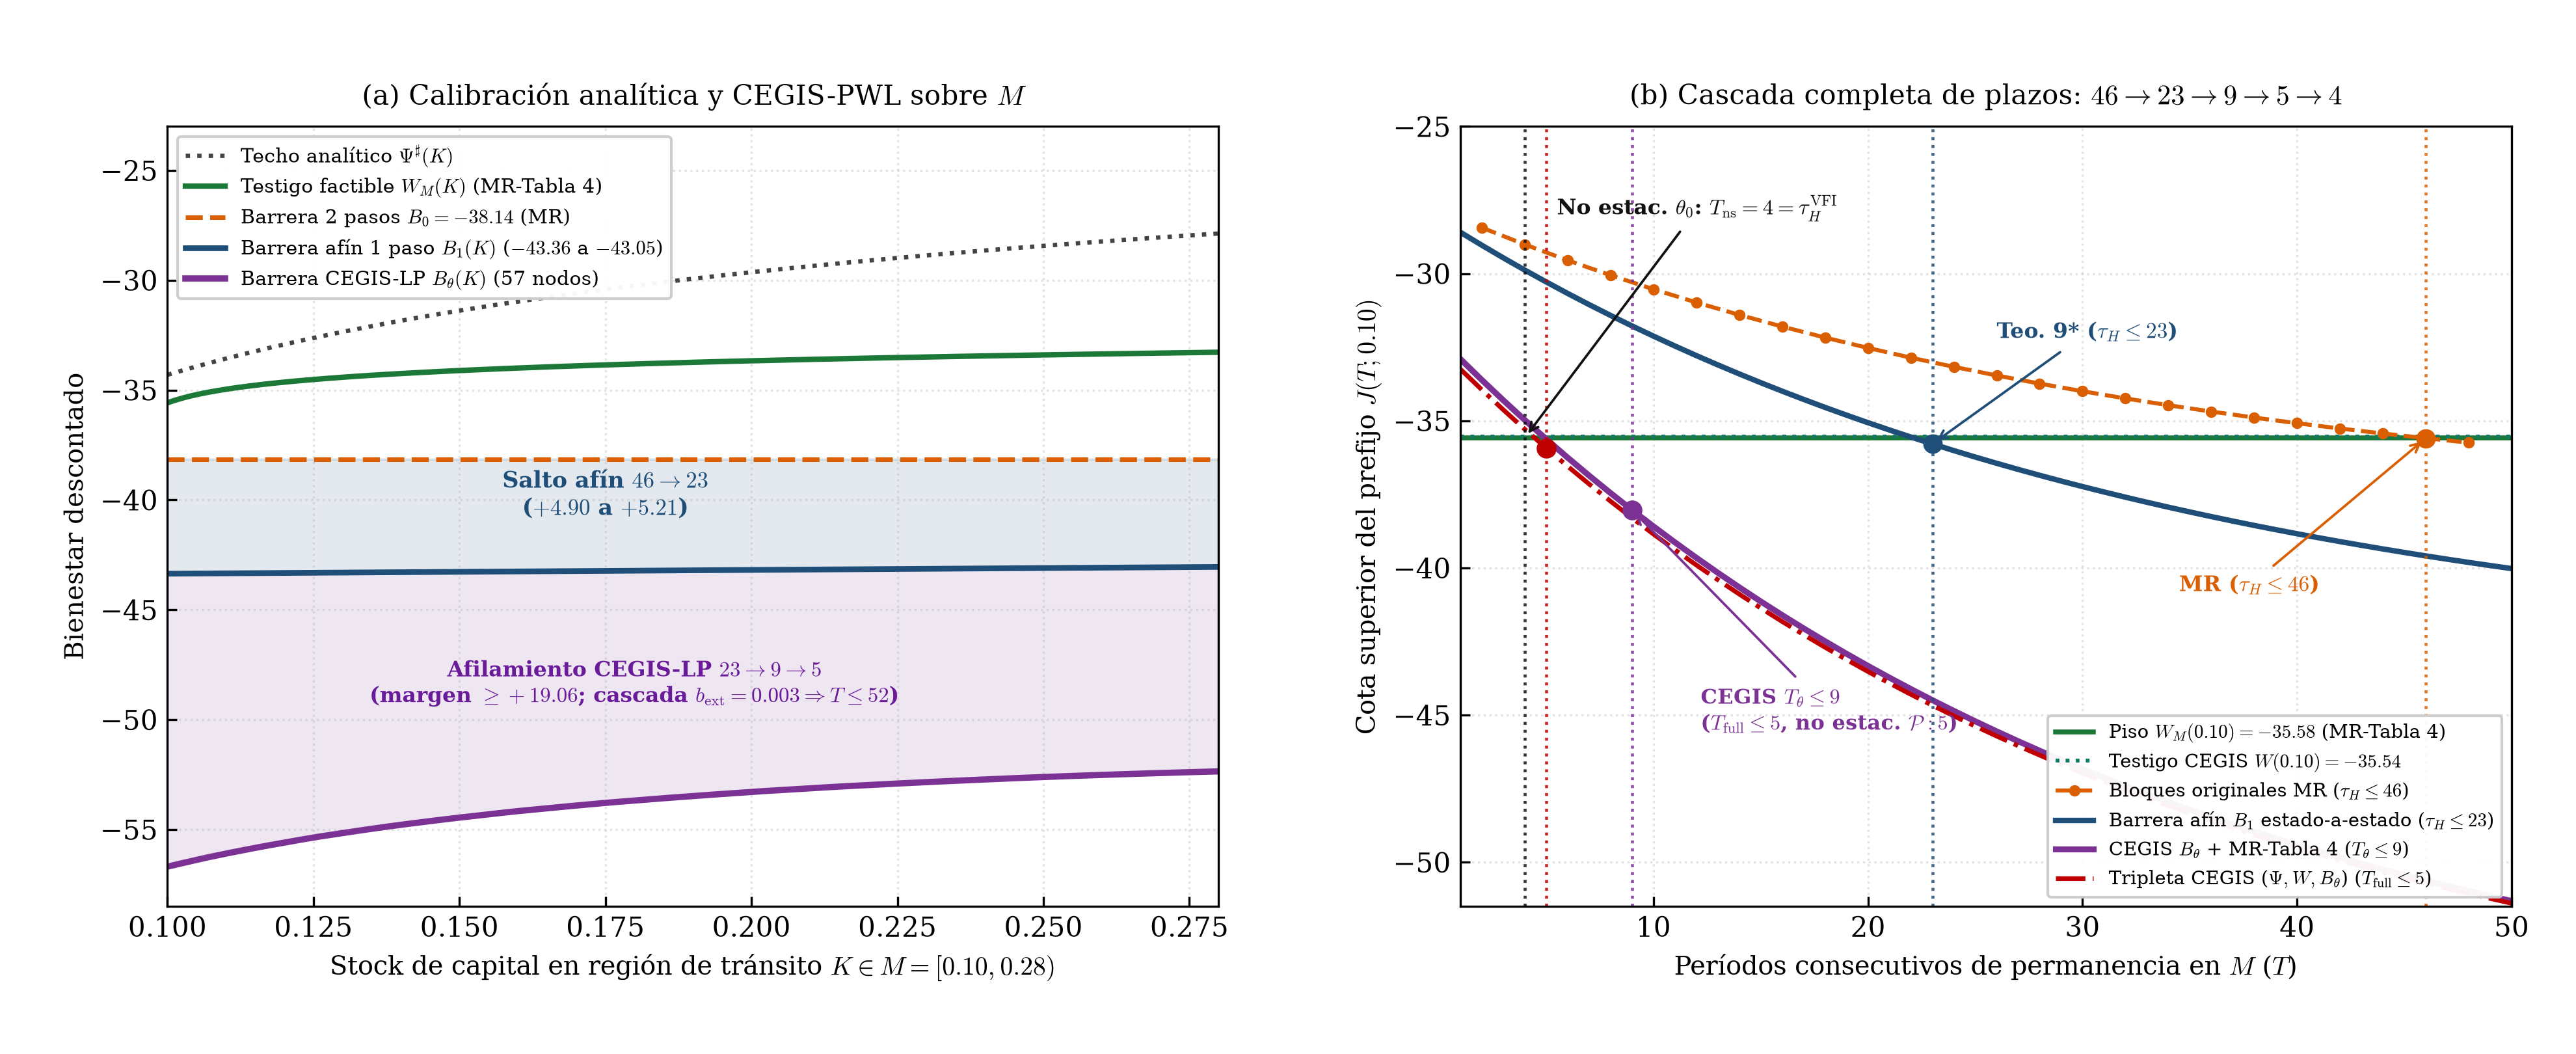 (a) Calibración analítica y CEGIS-PWL sobre M
Bienestar descontado
−25
−30
−35
−40
−45
−50
−55
Techo analítico Ψ♯(K)
Testigo factible W_M(K) (MR-Tabla 4)
Barrera 2 pasos B_0 = −38.14 (MR)
Barrera afín 1 paso B_1(K) (−43.36 a −43.05)
Barrera CEGIS-LP B_θ(K) (57 nodos)
Salto afín 46 → 23
(+4.90 a +5.21)
Afilamiento CEGIS-LP 23 → 9 → 5
(margen ≥ +19.06; cascada b_ext = 0.003 ⇒ T ≤ 52)
0.100 0.125 0.150 0.175 0.200 0.225 0.250 0.275
Stock de capital en región de tránsito K ∈ M = [0.10, 0.28)
(b) Cascada completa de plazos: 46 → 23 → 9 → 5 → 4
Cota superior del prefijo J(T; 0.10)
−25
−30
−35
−40
−45
−50
No estac. θ_0: T_ns = 4 = τ_H^VFI
Teo. 9* (τ_H ≤ 23)
MR (τ_H ≤ 46)
CEGIS T_θ ≤ 9
(T_full ≤ 5, no estac. 𝒫 : 5)
Piso W_M(0.10) = −35.58 (MR-Tabla 4)
Testigo CEGIS W(0.10) = −35.54
Bloques originales MR (τ_H ≤ 46)
Barrera afín B_1 estado-a-estado (τ_H ≤ 23)
CEGIS B_θ + MR-Tabla 4 (T_θ ≤ 9)
Tripleta CEGIS (Ψ, W, B_θ) (T_full ≤ 5)
10 20 30 40 50
Períodos consecutivos de permanencia en M (T)